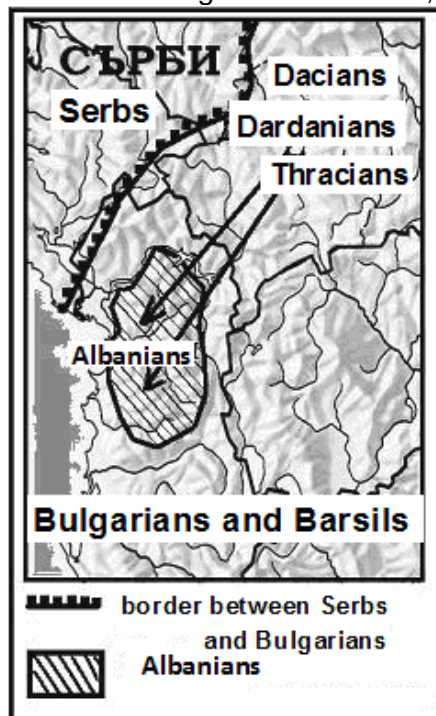 СЪРБИ
Dacians
Serbs
Dardanians
Thracians
Albanians
Bulgarians and Barsils
border between Serbs
and Bulgarians
Albanians